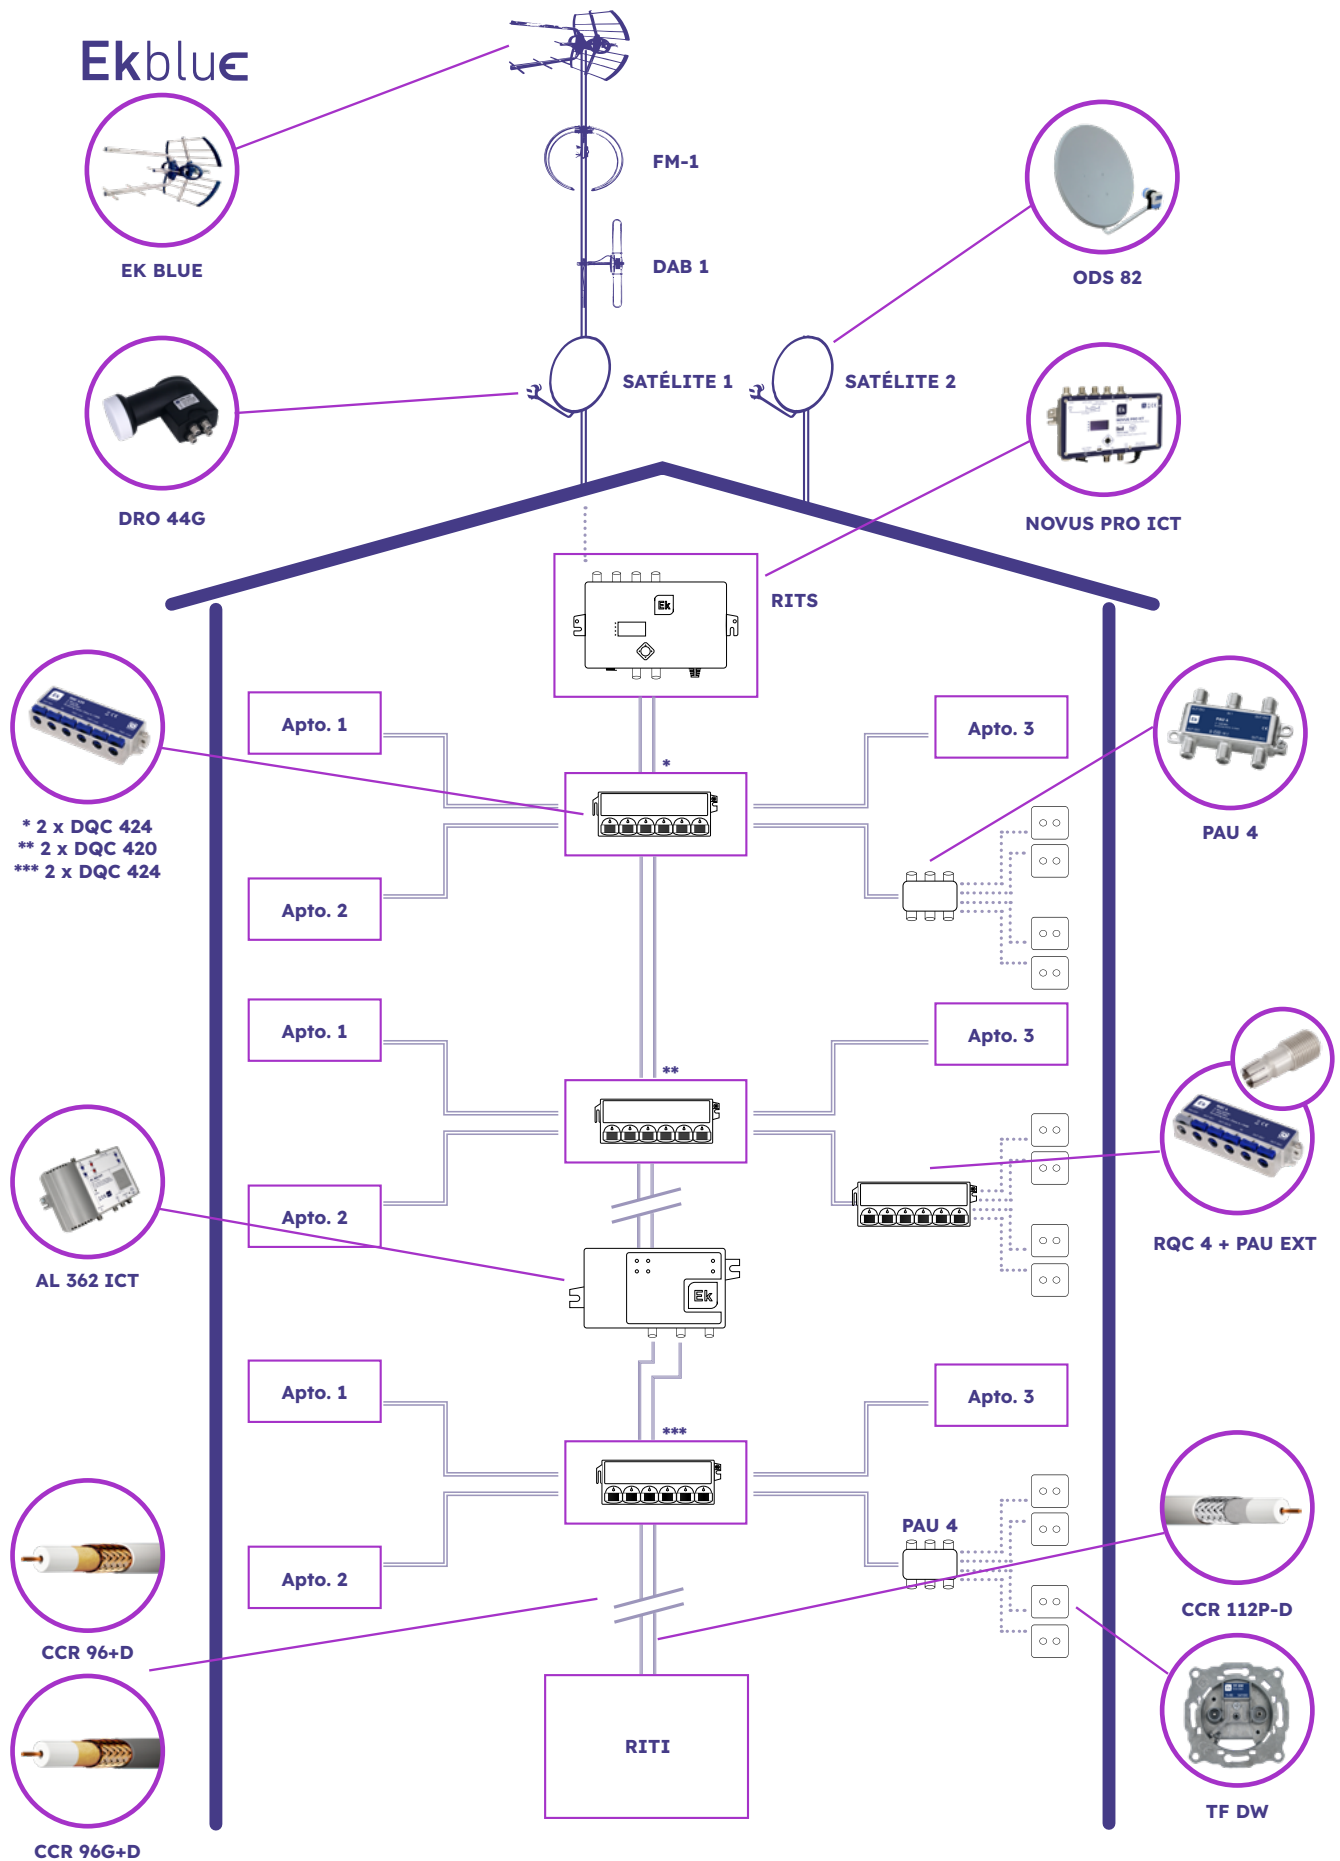 Ekblue
EK BLUE
FM-1
DAB 1
ODS 82
SATÉLITE 1
SATÉLITE 2
DRO 44G
NOVUS PRO ICT
RITS
Ek
Apto. 1
Apto. 3
*
* 2 x DQC 424
** 2 x DQC 420
*** 2 x DQC 424
PAU 4
Apto. 2
Apto. 1
Apto. 3
**
Apto. 2
RQC 4 + PAU EXT
AL 362 ICT
Ek
Apto. 1
Apto. 3
***
PAU 4
Apto. 2
CCR 96+D
CCR 112P-D
RITI
TF DW
CCR 96G+D